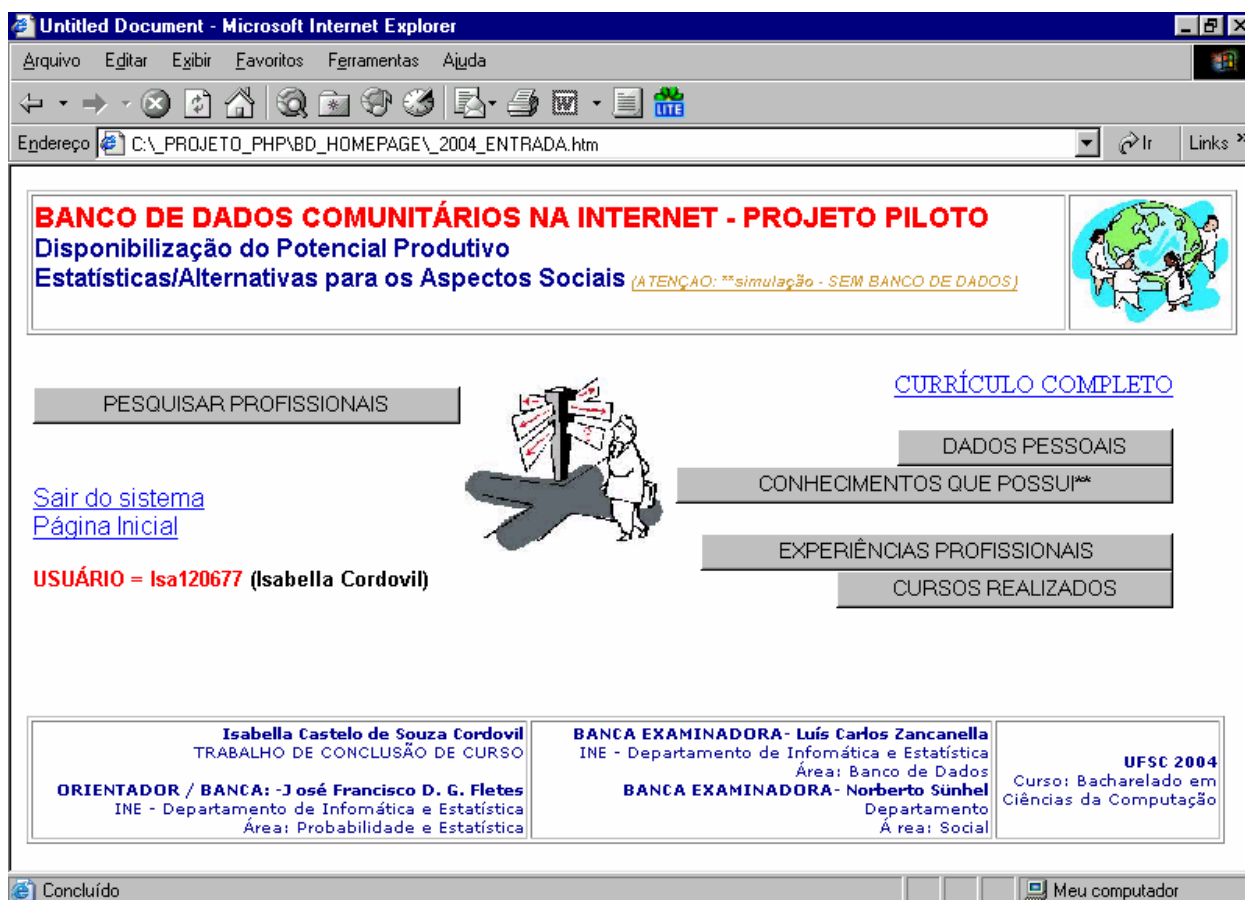 Untitled Document - Microsoft Internet Explorer
Arquivo Editar Exibir Favoritos Ferramentas Ajuda
LITE
Endereço C:\_PROJETO_PHP\BD_HOMEPAGE\_2004_ENTRADA.htm Ir Links »
BANCO DE DADOS COMUNITÁRIOS NA INTERNET - PROJETO PILOTO
Disponibilização do Potencial Produtivo
Estatísticas/Alternativas para os Aspectos Sociais (ATENÇAO: **simulação - SEM BANCO DE DADOS)
PESQUISAR PROFISSIONAIS
Sair do sistema
Página Inicial
USUÁRIO = Isa120677 (Isabella Cordovil)
CURRÍCULO COMPLETO
DADOS PESSOAIS
CONHECIMENTOS QUE POSSUI**
EXPERIÊNCIAS PROFISSIONAIS
CURSOS REALIZADOS
Isabella Castelo de Souza Cordovil
TRABALHO DE CONCLUSÃO DE CURSO
ORIENTADOR / BANCA: -J osé Francisco D. G. Fletes
INE - Departamento de Infomática e Estatística
Área: Probabilidade e Estatística
BANCA EXAMINADORA- Luís Carlos Zancanella
INE - Departamento de Infomática e Estatística
Área: Banco de Dados
BANCA EXAMINADORA- Norberto Sünhel
Departamento
Á rea: Social
UFSC 2004
Curso: Bacharelado em
Ciências da Computação
Concluído Meu computador